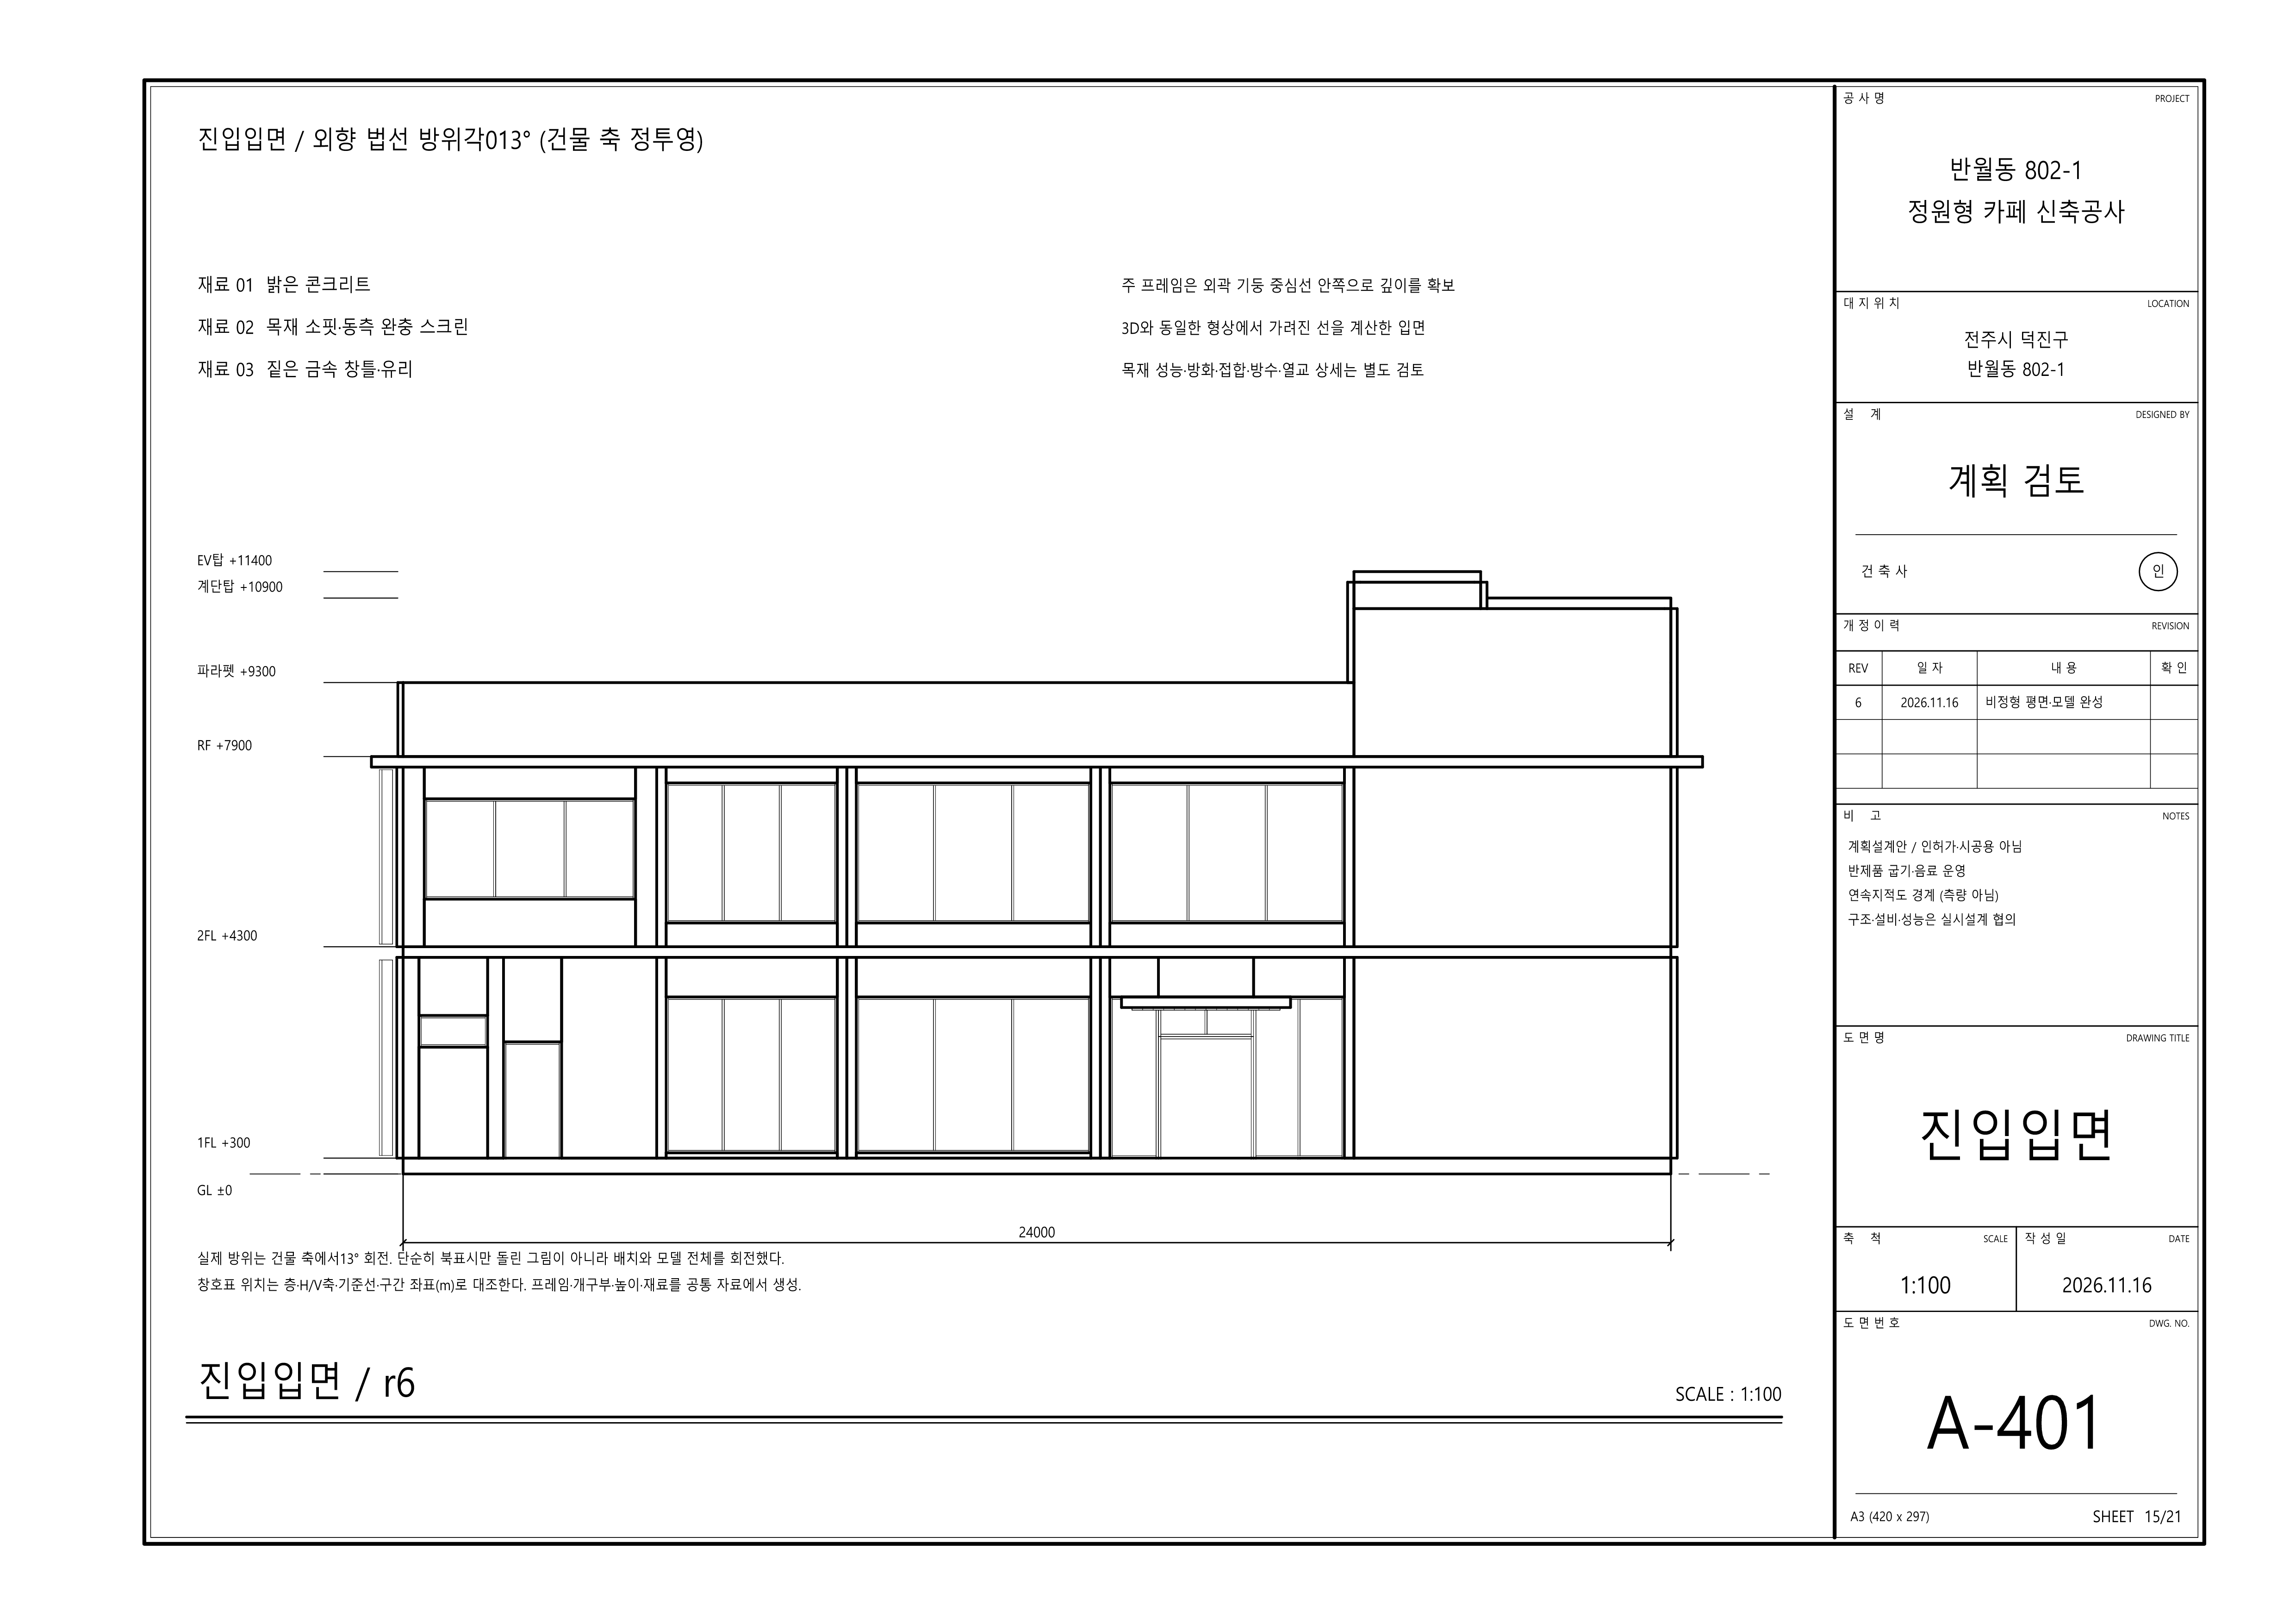 진입입면 / 외향 법선 방위각013° (건물 축 정투영)
재료 01 밝은 콘크리트
재료 02 목재 소핏·동측 완충 스크린
재료 03 짙은 금속 창틀·유리
주 프레임은 외곽 기둥 중심선 안쪽으로 깊이를 확보
3D와 동일한 형상에서 가려진 선을 계산한 입면
목재 성능·방화·접합·방수·열교 상세는 별도 검토
EV탑 +11400
계단탑 +10900
파라펫 +9300
RF +7900
2FL +4300
1FL +300
GL ±0
24000
실제 방위는 건물 축에서13° 회전. 단순히 북표시만 돌린 그림이 아니라 배치와 모델 전체를 회전했다.
창호표 위치는 층·H/V축·기준선·구간 좌표(m)로 대조한다. 프레임·개구부·높이·재료를 공통 자료에서 생성.
진입입면 / r6
SCALE : 1:100
공사명 PROJECT
반월동 802-1
정원형 카페 신축공사
대지위치 LOCATION
전주시 덕진구
반월동 802-1
설 계 DESIGNED BY
계획 검토
건축사 인
개정이력 REVISION
REV 일자 내용 확인
6 2026.11.16 비정형 평면·모델 완성
비 고 NOTES
계획설계안 / 인허가·시공용 아님
반제품 굽기·음료 운영
연속지적도 경계 (측량 아님)
구조·설비·성능은 실시설계 협의
도면명 DRAWING TITLE
진입입면
축 척 SCALE 작성일 DATE
1:100 2026.11.16
도면번호 DWG. NO.
A-401
A3 (420 x 297) SHEET 15/21